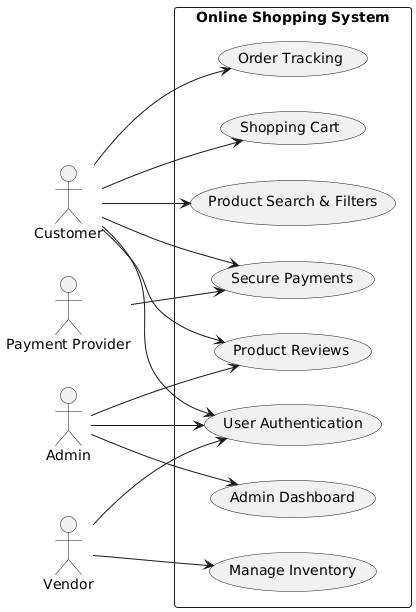 Online Shopping System
Order Tracking
Shopping Cart
Product Search & Filters
Customer
Secure Payments
Payment Provider
Product Reviews
User Authentication
Admin
Admin Dashboard
Manage Inventory
Vendor